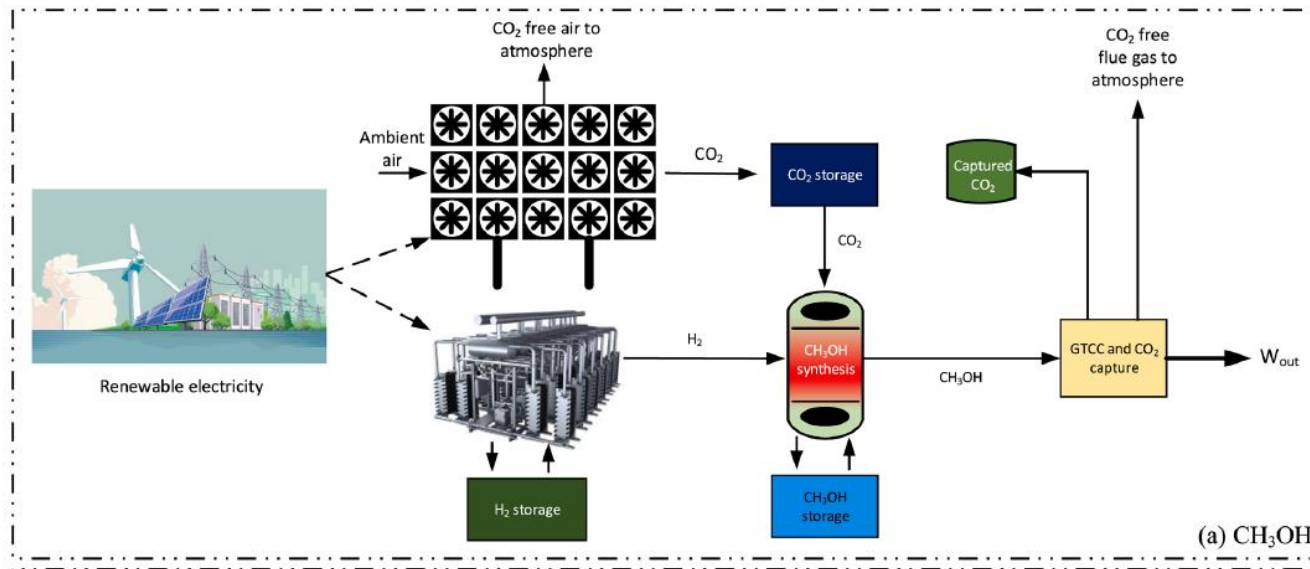 CO₂ free air to
atmosphere
Ambient
air
CO₂
CO₂ storage
CO₂
Captured
CO₂
CO₂ free
flue gas to
atmosphere
Renewable electricity
H₂
CH₃OH
synthesis
CH₃OH
GTCC and CO₂
capture
Wₒᵤₜ
H₂ storage
CH₃OH
storage
(a) CH₃OH